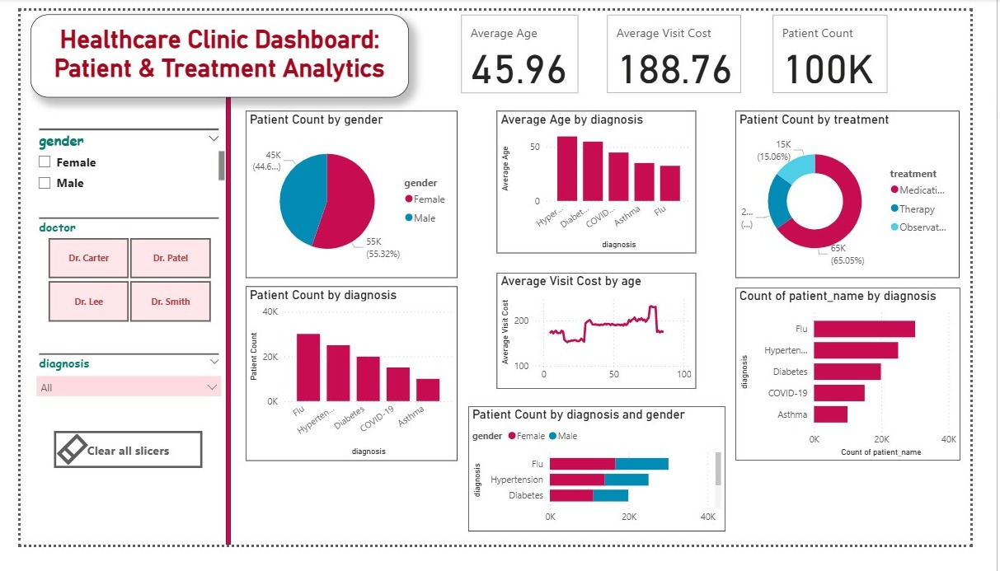 Healthcare Clinic Dashboard:
Patient & Treatment Analytics
Average Age
45.96
Average Visit Cost
188.76
Patient Count
100K
gender
Female
Male
doctor
Dr. Carter
Dr. Patel
Dr. Lee
Dr. Smith
diagnosis
All
Clear all slicers
Patient Count by gender
45K
(44.6...)
55K
(55.32%)
gender
Female
Male
Average Age by diagnosis
Average Age
50
0
Hyper...
Diabet...
COVID...
Asthma
Flu
diagnosis
Patient Count by treatment
15K
(15.06%)
2...
(...)
65K
(65.05%)
treatment
Medicati...
Therapy
Observat...
Patient Count by diagnosis
Patient Count
40K
20K
0K
Flu
Hyperten...
Diabetes
COVID-19
Asthma
diagnosis
Average Visit Cost by age
Average Visit Cost
200
100
0
50
100
Count of patient_name by diagnosis
diagnosis
Flu
Hyperten...
Diabetes
COVID-19
Asthma
0K
20K
40K
Count of patient_name
Patient Count by diagnosis and gender
gender
Female
Male
diagnosis
Flu
Hypertension
Diabetes
0K
20K
40K